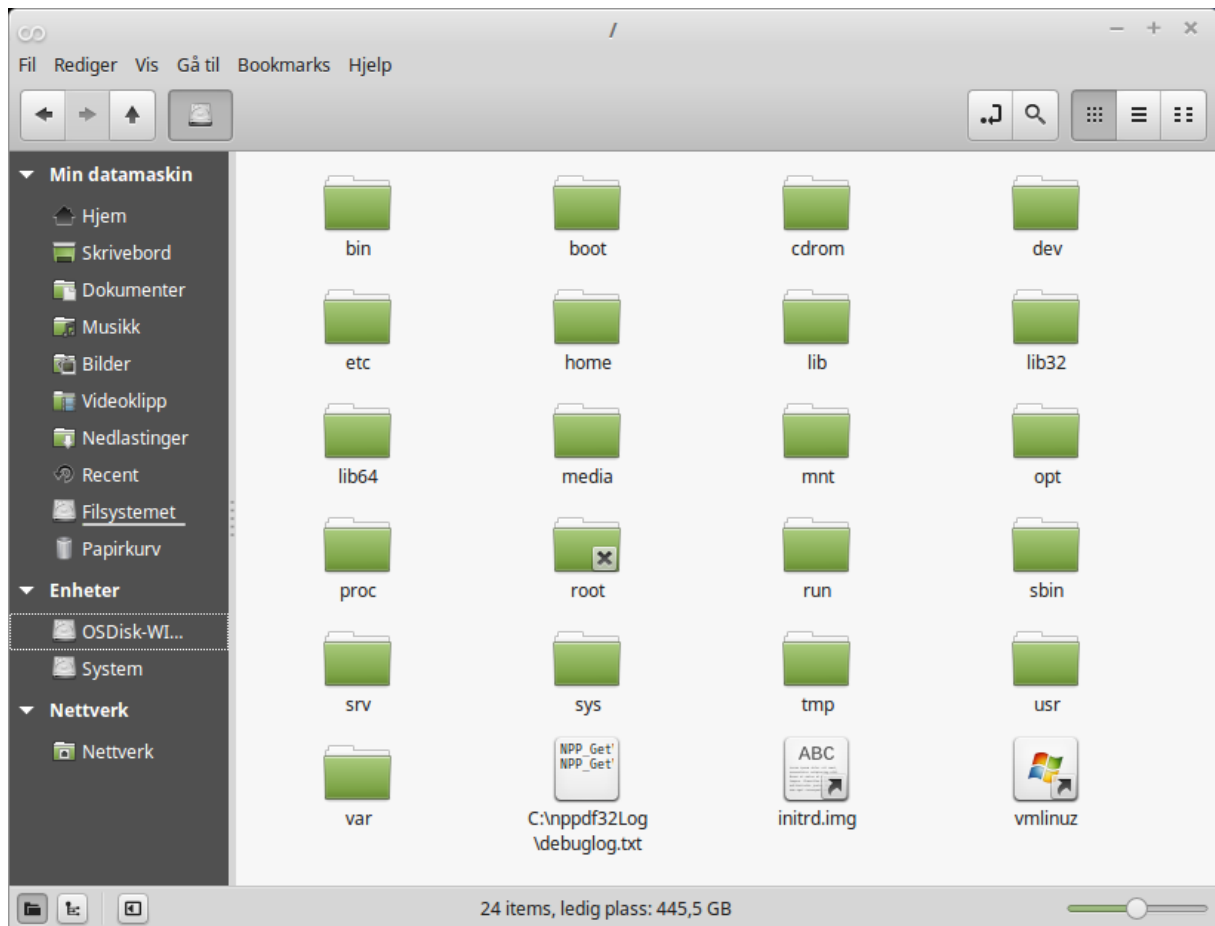 /
Fil Rediger Vis Gå til Bookmarks Hjelp
Min datamaskin
Hjem
Skrivebord
Dokumenter
Musikk
Bilder
Videoklipp
Nedlastinger
Recent
Filsystemet
Papirkurv
Enheter
OSDisk-WI...
System
Nettverk
Nettverk
bin boot cdrom dev
etc home lib lib32
lib64 media mnt opt
proc root run sbin
srv sys tmp usr
NPP_Get'
NPP_Get'
ABC
var C:\nppdf32Log initrd.img vmlinuz
\debuglog.txt
24 items, ledig plass: 445,5 GB